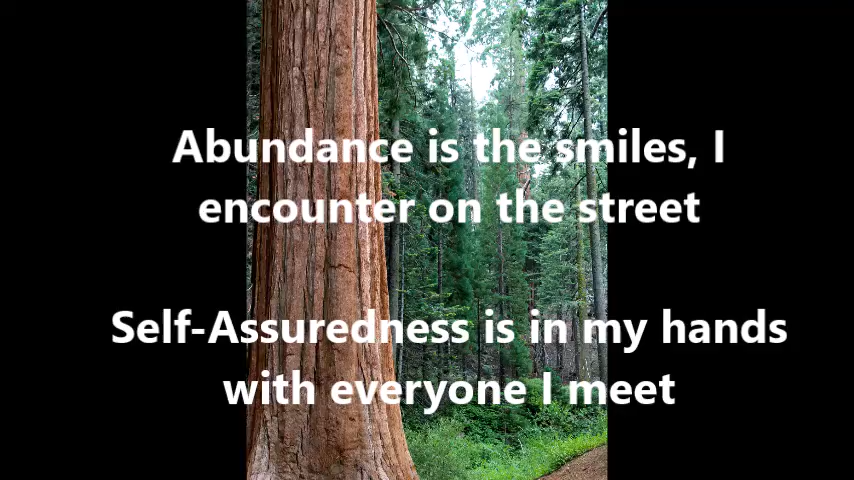 Abundance is the smiles, I
encounter on the street
Self-Assuredness is in my hands
with everyone I meet